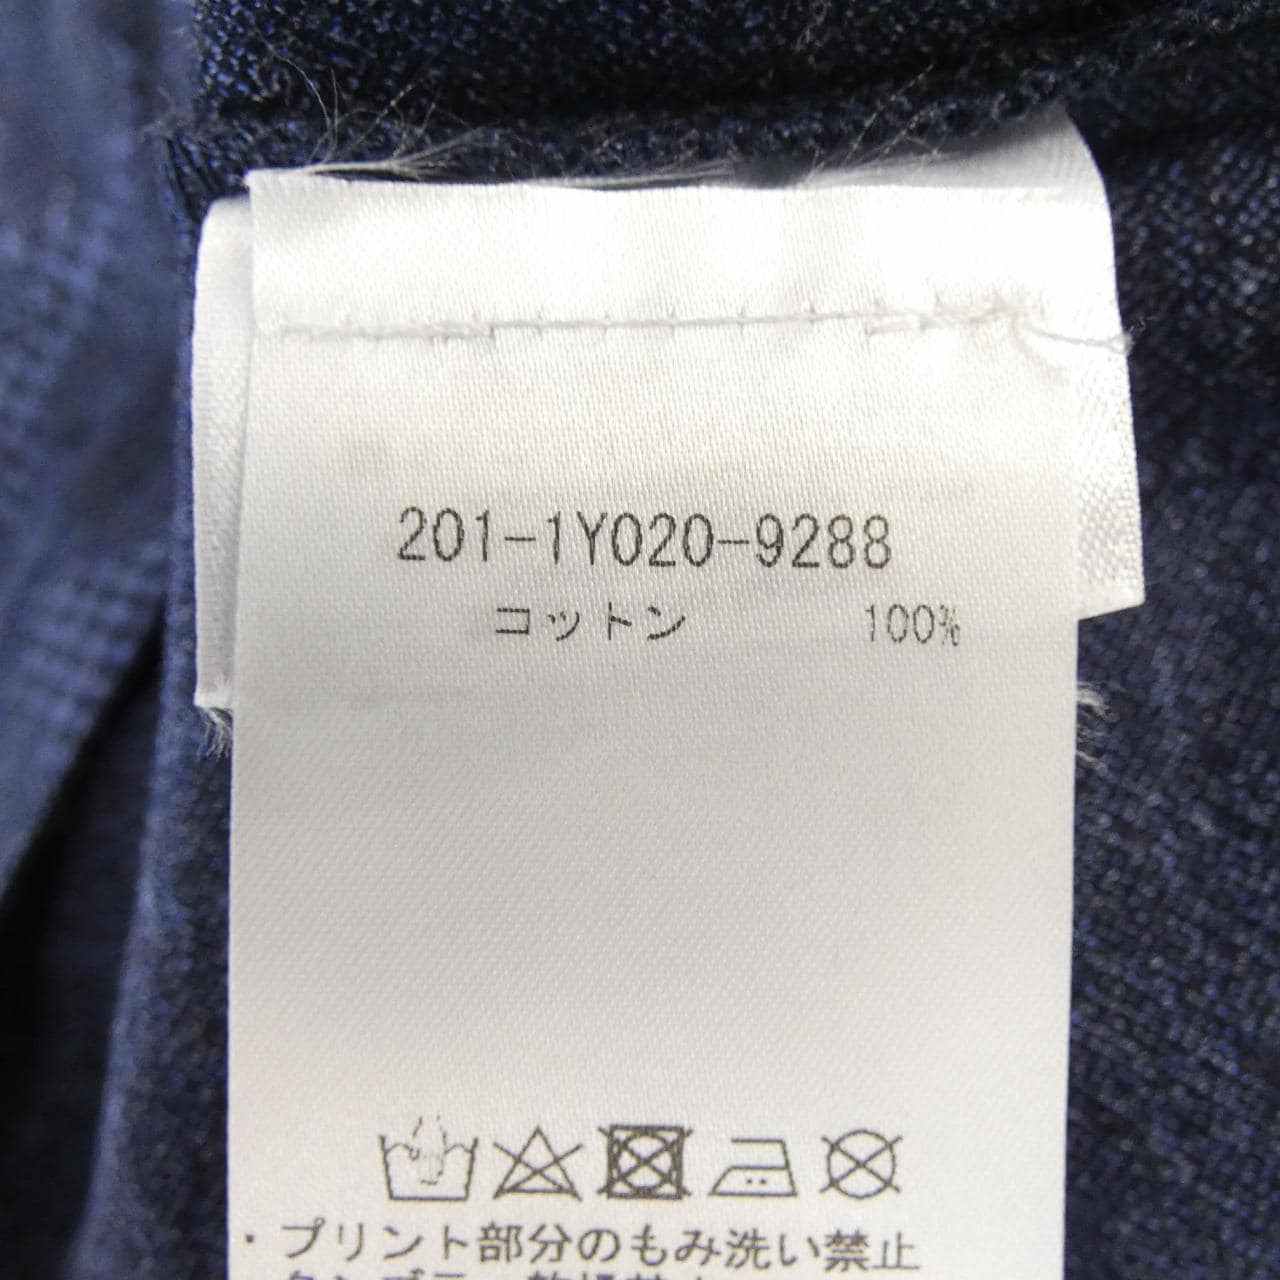 201-1Y020-9288
コットン 100%
・プリント部分のもみ洗い禁止